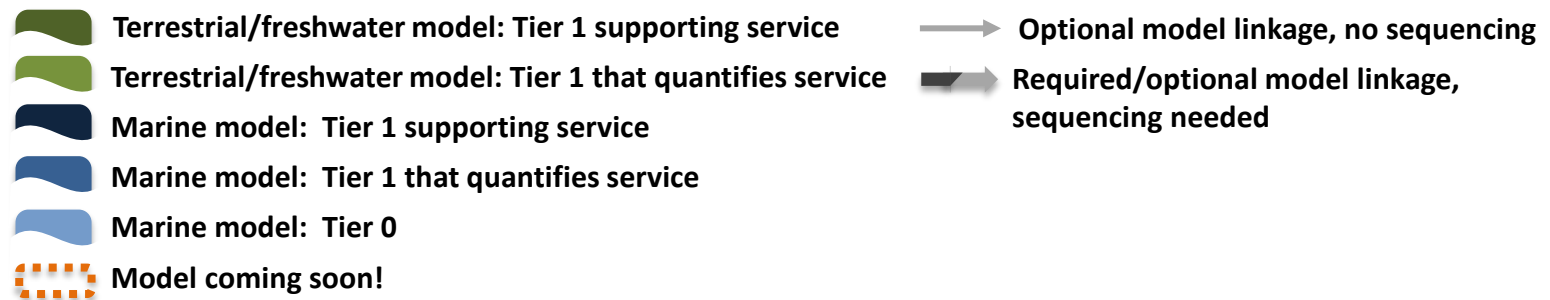 Terrestrial/freshwater model: Tier 1 supporting service
Terrestrial/freshwater model: Tier 1 that quantifies service
Marine model:  Tier 1 supporting service
Marine model:  Tier 1 that quantifies service
Marine model:  Tier 0
Model coming soon!
Optional model linkage, no sequencing
Required/optional model linkage,
sequencing needed